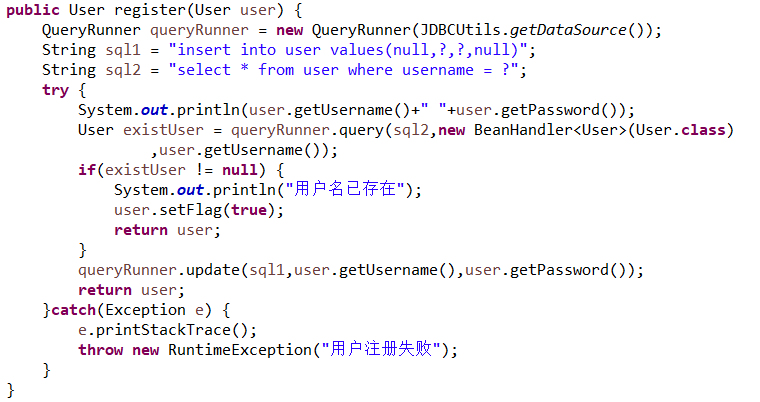 public User register(User user) {
    QueryRunner queryRunner = new QueryRunner(JDBCUtils.getDataSource());
    String sql1 = "insert into user values(null,?,?,null)";
    String sql2 = "select * from user where username = ?";
    try {
        System.out.println(user.getUsername()+" "+user.getPassword());
        User existUser = queryRunner.query(sql2,new BeanHandler<User>(User.class)
                ,user.getUsername());
        if(existUser != null) {
            System.out.println("用户名已存在");
            user.setFlag(true);
            return user;
        }
        queryRunner.update(sql1,user.getUsername(),user.getPassword());
        return user;
    }catch(Exception e) {
        e.printStackTrace();
        throw new RuntimeException("用户注册失败");
    }
}